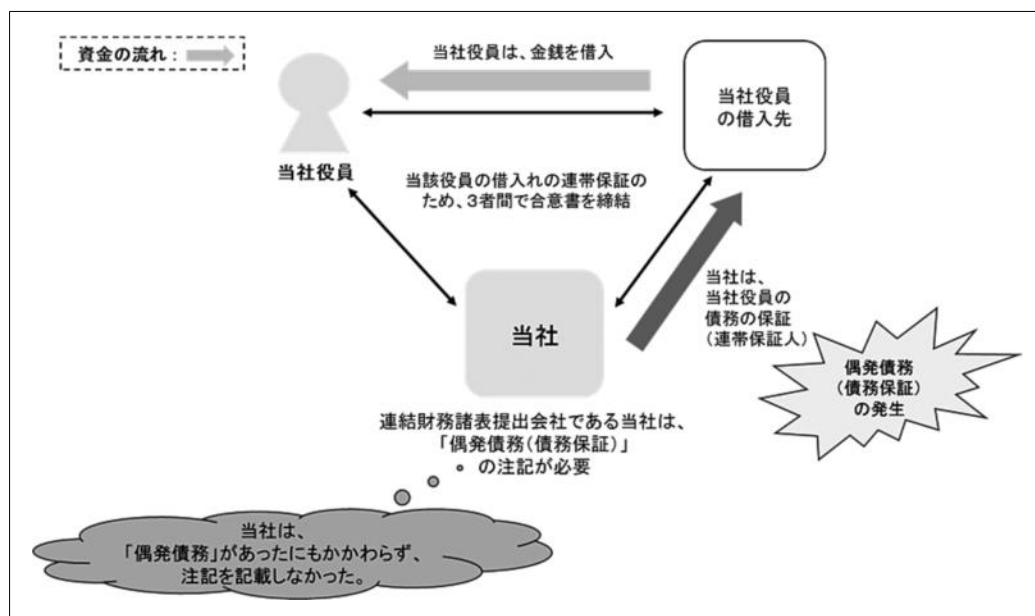 資金の流れ：
当社役員は、金銭を借入
当社役員
の借入先
当社役員
当該役員の借入れの連帯保証の
ため、3者間で合意書を締結
当社は、
当社役員の
債務の保証
（連帯保証人）
当社
偶発債務
（債務保証）
の発生
連結財務諸表提出会社である当社は、
「偶発債務（債務保証）」
の注記が必要
当社は、
「偶発債務」があったにもかかわらず、
注記を記載しなかった。